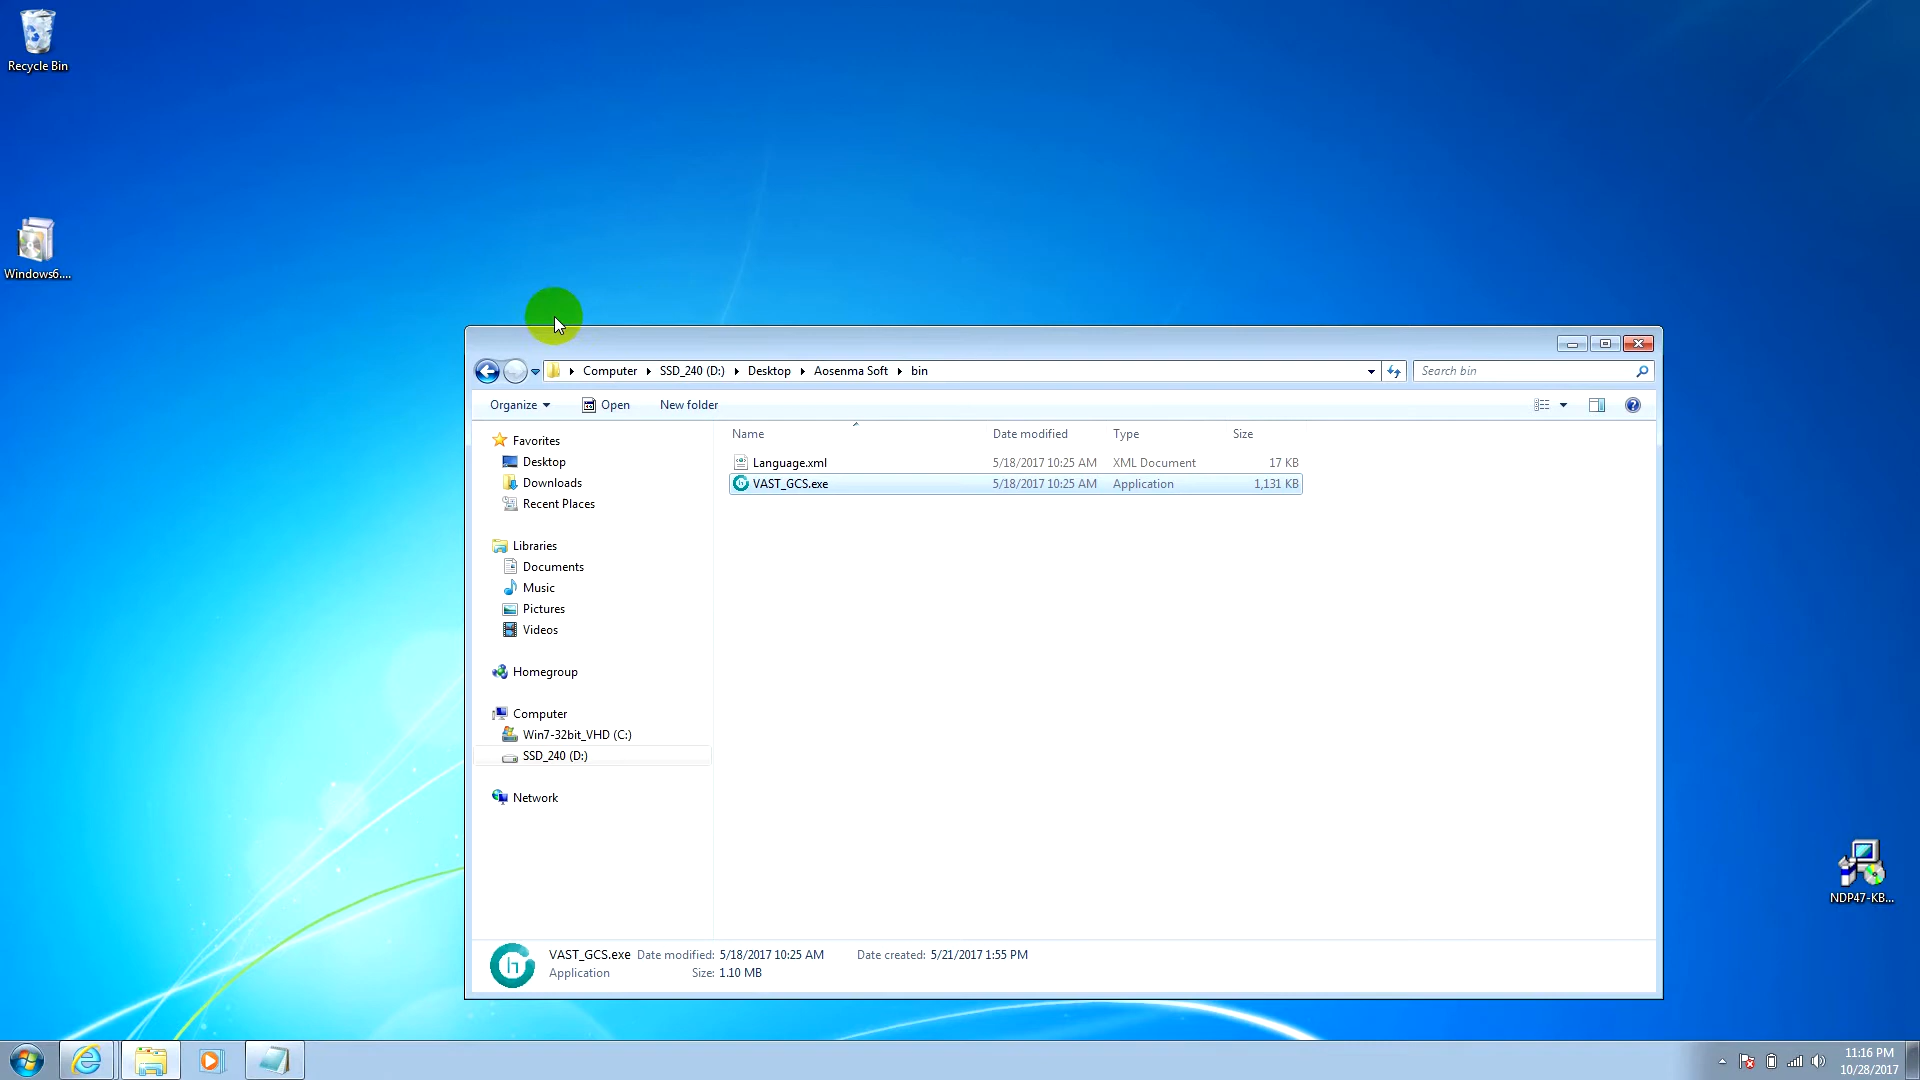 Recycle Bin
Windows6....
Computer
SSD_240 (D:)
Desktop
Aosenma Soft
bin
Search bin
Organize
Open
New folder
Name
Date modified
Type
Size
Favorites
Desktop
Downloads
Recent Places
Libraries
Documents
Music
Pictures
Videos
Homegroup
Computer
Win7-32bit_VHD (C:)
SSD_240 (D:)
Network
Language.xml 5/18/2017 10:25 AM XML Document 17 KB
VAST_GCS.exe 5/18/2017 10:25 AM Application 1,131 KB
VAST_GCS.exe Date modified: 5/18/2017 10:25 AM Date created: 5/21/2017 1:55 PM
Application Size: 1.10 MB
NDP47-KB...
11:16 PM
10/28/2017